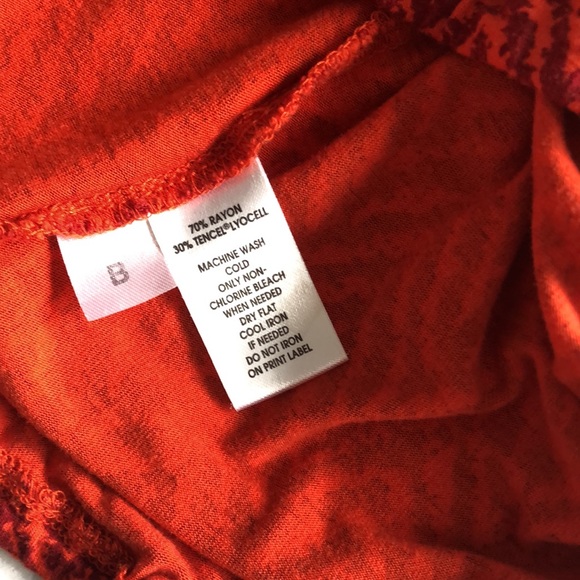 B
70% RAYON
30% TENCEL®LYOCELL
MACHINE WASH
COLD
ONLY NON-
CHLORINE BLEACH
WHEN NEEDED
DRY FLAT
COOL IRON
IF NEEDED
DO NOT IRON
ON PRINT LABEL